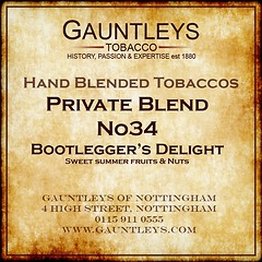 GAUNTLEYS
TOBACCO
HISTORY, PASSION & EXPERTISE est 1880
HAND BLENDED TOBACCOS
PRIVATE BLEND
No34
BOOTLEGGER'S DELIGHT
SWEET SUMMER FRUITS & NUTS
GAUNTLEYS OF NOTTINGHAM
4 HIGH STREET, NOTTINGHAM
0115 911 0555
WWW.GAUNTLEYS.COM